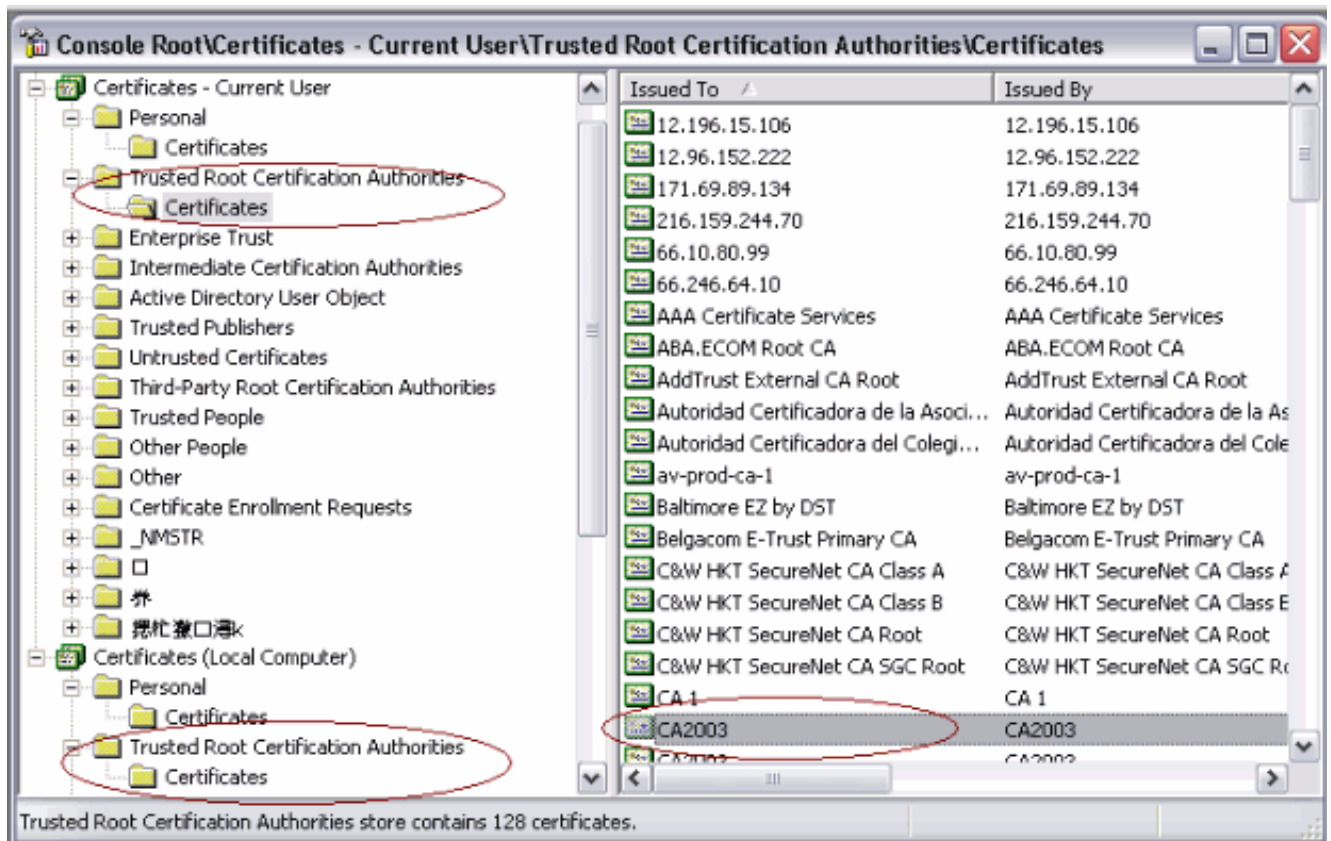 Console Root\Certificates - Current User\Trusted Root Certification Authorities\Certificates
Certificates - Current User
Personal
Certificates
Trusted Root Certification Authorities
Certificates
Enterprise Trust
Intermediate Certification Authorities
Active Directory User Object
Trusted Publishers
Untrusted Certificates
Third-Party Root Certification Authorities
Trusted People
Other People
Other
Certificate Enrollment Requests
_NMSTR
Certificates (Local Computer)
Personal
Certificates
Trusted Root Certification Authorities
Certificates
Issued To Issued By
12.196.15.106 12.196.15.106
12.96.152.222 12.96.152.222
171.69.89.134 171.69.89.134
216.159.244.70 216.159.244.70
66.10.80.99 66.10.80.99
66.246.64.10 66.246.64.10
AAA Certificate Services AAA Certificate Services
ABA.ECOM Root CA ABA.ECOM Root CA
AddTrust External CA Root AddTrust External CA Root
Autoridad Certificadora de la Asoci... Autoridad Certificadora de la As
Autoridad Certificadora del Colegi... Autoridad Certificadora del Cole
av-prod-ca-1 av-prod-ca-1
Baltimore EZ by DST Baltimore EZ by DST
Belgacom E-Trust Primary CA Belgacom E-Trust Primary CA
C&W HKT SecureNet CA Class A C&W HKT SecureNet CA Class A
C&W HKT SecureNet CA Class B C&W HKT SecureNet CA Class B
C&W HKT SecureNet CA Root C&W HKT SecureNet CA Root
C&W HKT SecureNet CA SGC Root C&W HKT SecureNet CA SGC Ro
CA 1 CA 1
CA2003 CA2003
CA2003 CA2003
Trusted Root Certification Authorities store contains 128 certificates.